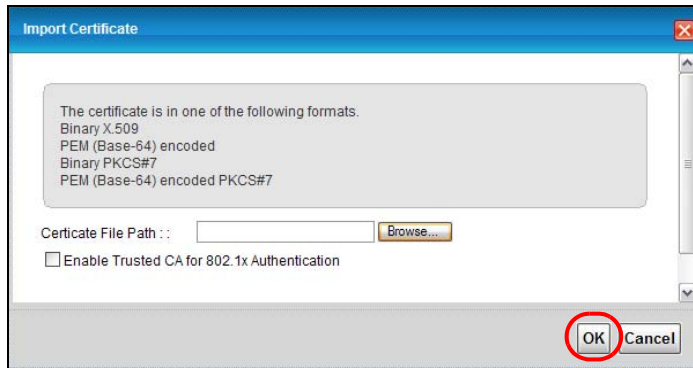 Import Certificate
The certificate is in one of the following formats.
Binary X.509
PEM (Base-64) encoded
Binary PKCS#7
PEM (Base-64) encoded PKCS#7
Certicate File Path : :
Browse...
Enable Trusted CA for 802.1x Authentication
OK Cancel